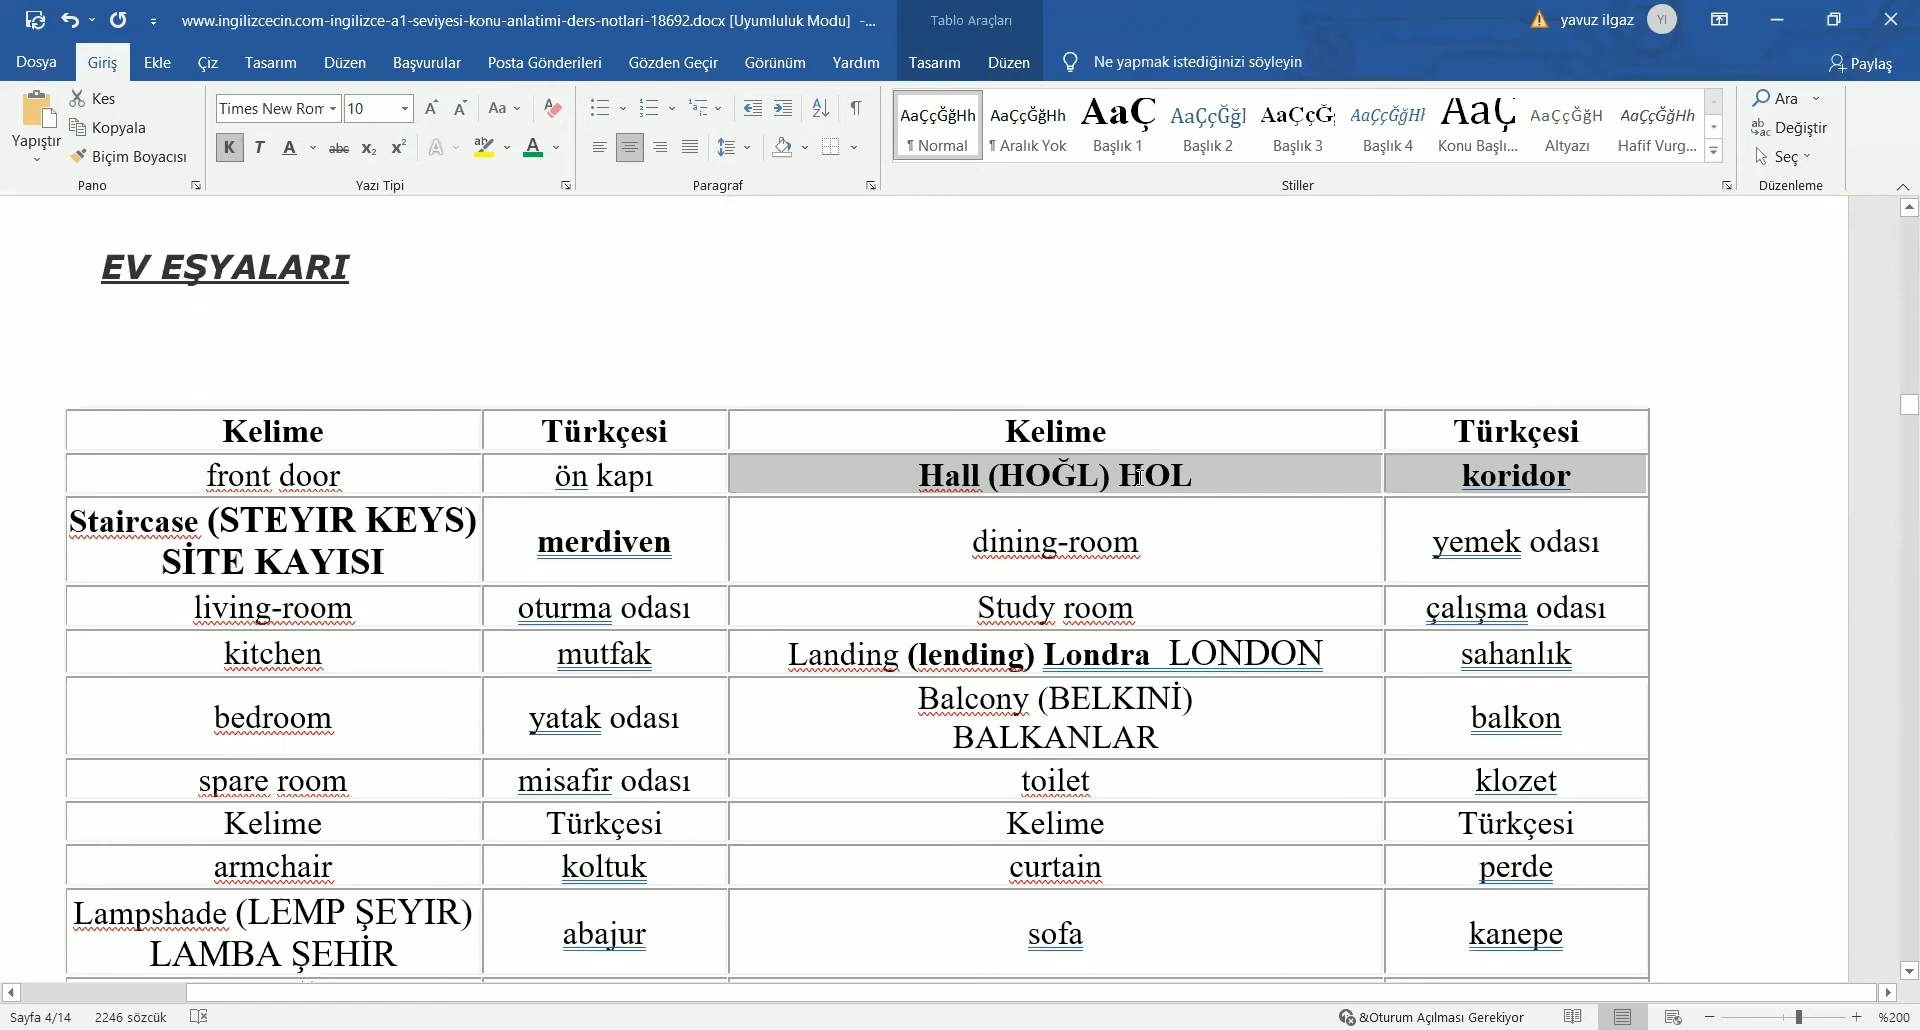 www.ingilizcecin.com-ingilizce-a1-seviyesi-konu-anlatimi-ders-notlari-18692.docx [Uyumluluk Modu] -...
Tablo Araçları
yavuz ilgaz
YI
Dosya Giriş Ekle Çiz Tasarım Düzen Başvurular Posta Gönderileri Gözden Geçir Görünüm Yardım Tasarım Düzen Ne yapmak istediğinizi söyleyin Paylaş
Yapıştır
Kes
Kopyala
Biçim Boyacısı
Pano
Times New Rom 10 Aa
K T A abc x₂ x² A A
Yazı Tipi
Paragraf
AaÇçĞğHh AaÇçĞğHh AaÇ AaÇçĞğl AaÇçĞ AaÇçĞğHl AaÇ AaÇçĞğH AaÇçĞğHh
¶ Normal ¶ Aralık Yok Başlık 1 Başlık 2 Başlık 3 Başlık 4 Konu Başlı... Altyazı Hafif Vurg...
Stiller
Ara
Değiştir
Seç
Düzenleme
EV EŞYALARI
Kelime Türkçesi Kelime Türkçesi
front door ön kapı Hall (HOĞL) HOL koridor
Staircase (STEYIR KEYS)
SİTE KAYISI merdiven dining-room yemek odası
living-room oturma odası Study room çalışma odası
kitchen mutfak Landing (lending) Londra LONDON sahanlık
bedroom yatak odası Balcony (BELKINİ)
BALKANLAR balkon
spare room misafir odası toilet klozet
Kelime Türkçesi Kelime Türkçesi
armchair koltuk curtain perde
Lampshade (LEMP ŞEYIR)
LAMBA ŞEHİR abajur sofa kanepe
Sayfa 4/14 2246 sözcük
&Oturum Açılması Gerekiyor
%200